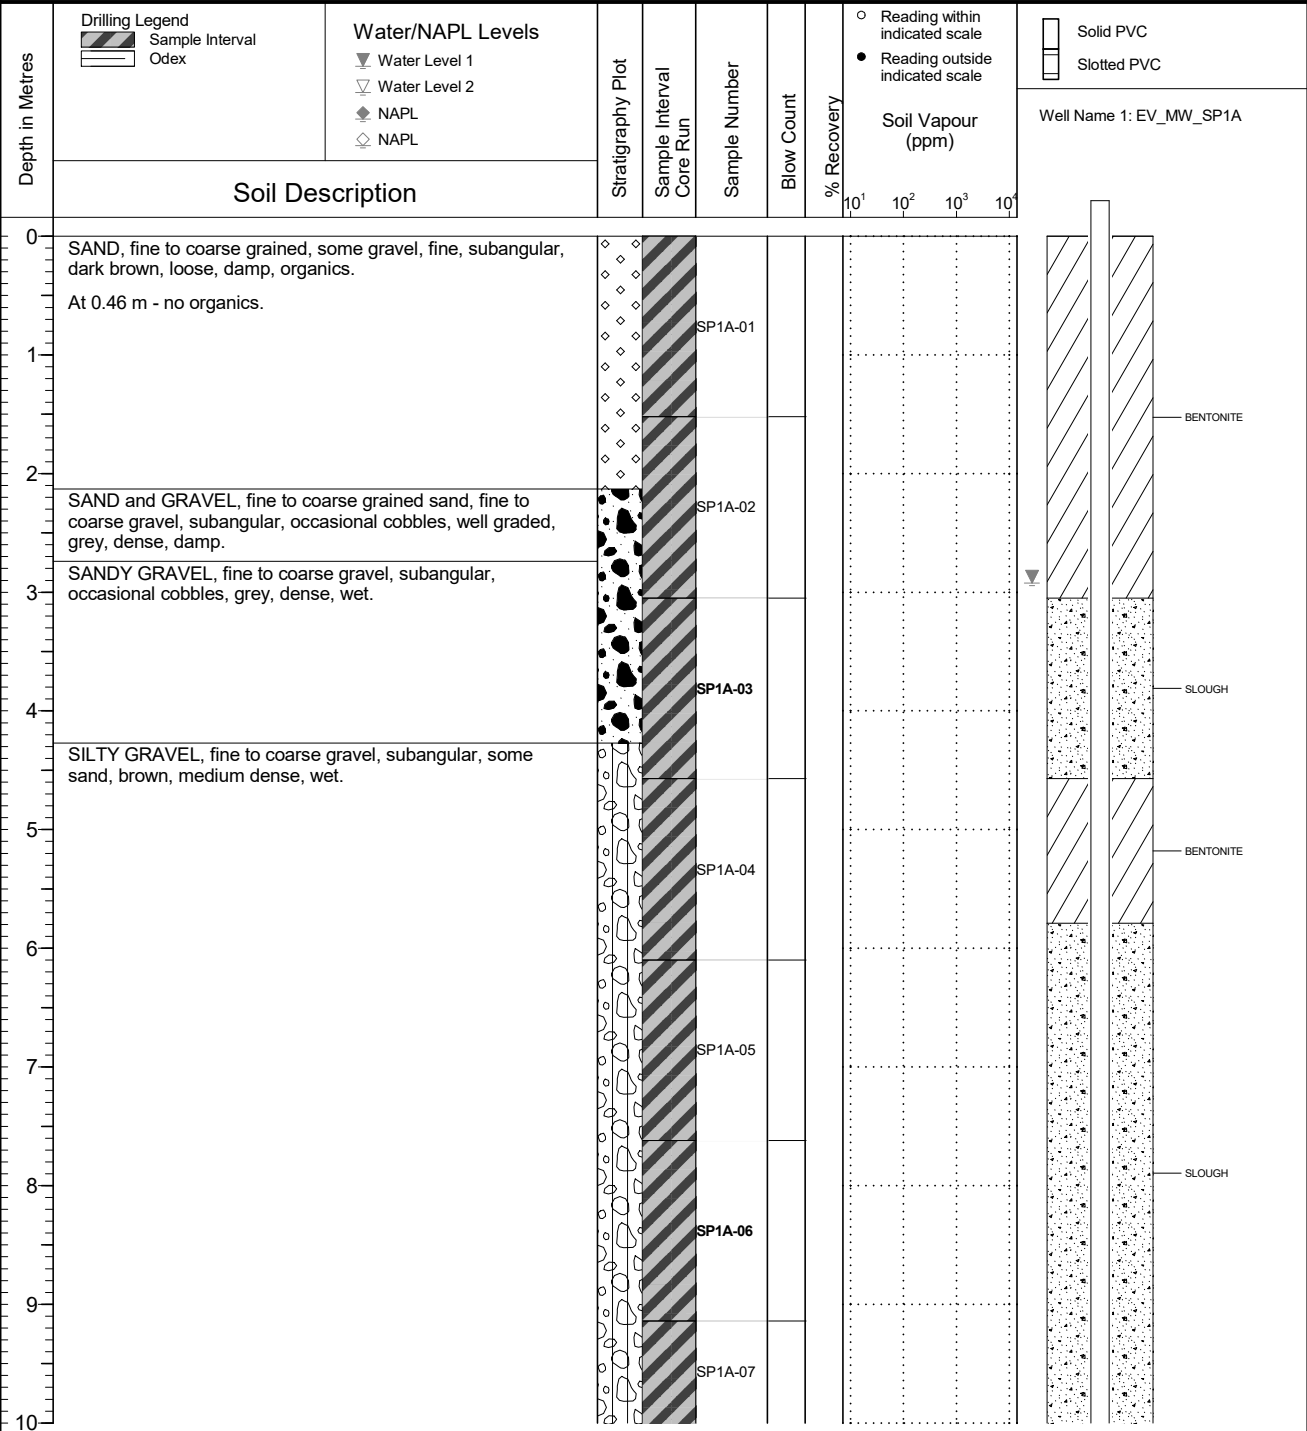 Depth in Metres
Drilling Legend
Sample Interval
Odex
Water/NAPL Levels
Water Level 1
Water Level 2
NAPL
NAPL
Soil Description
Stratigraphy Plot
Sample Interval
Core Run
Sample Number
Blow Count
% Recovery
Reading within
indicated scale
Reading outside
indicated scale
Soil Vapour
(ppm)
10¹ 10² 10³ 10⁴
Solid PVC
Slotted PVC
Well Name 1: EV_MW_SP1A
0
SAND, fine to coarse grained, some gravel, fine, subangular,
dark brown, loose, damp, organics.
At 0.46 m - no organics.
SP1A-01
1
BENTONITE
2
SAND and GRAVEL, fine to coarse grained sand, fine to
coarse gravel, subangular, occasional cobbles, well graded,
grey, dense, damp.
SP1A-02
SANDY GRAVEL, fine to coarse gravel, subangular,
occasional cobbles, grey, dense, wet.
3
SP1A-03
SLOUGH
4
SILTY GRAVEL, fine to coarse gravel, subangular, some
sand, brown, medium dense, wet.
5
BENTONITE
SP1A-04
6
SP1A-05
7
8
SLOUGH
SP1A-06
9
SP1A-07
10